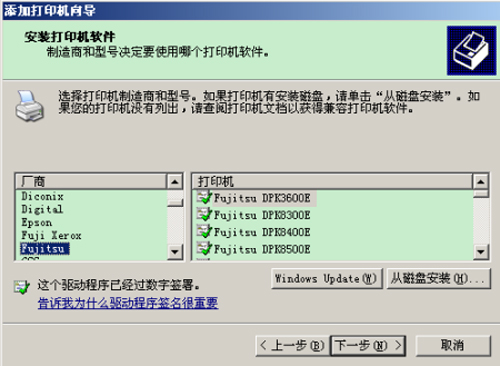 添加打印机向导
安装打印机软件
制造商和型号决定要使用哪个打印机软件。
选择打印机制造商和型号。如果打印机有安装磁盘,请单击“从磁盘安装”。如
果您的打印机没有列出,请查阅打印机文档以获得兼容打印机软件。
厂商
Diconix
Digital
Epson
Fuji Xerox
Fujitsu
打印机
Fujitsu DPK3600E
Fujitsu DPK8300E
Fujitsu DPK8400E
Fujitsu DPK8500E
这个驱动程序已经过数字签署。
告诉我为什么驱动程序签名很重要
Windows Update(W)
从磁盘安装(H)...
< 上一步(B)
下一步(N) >
取消